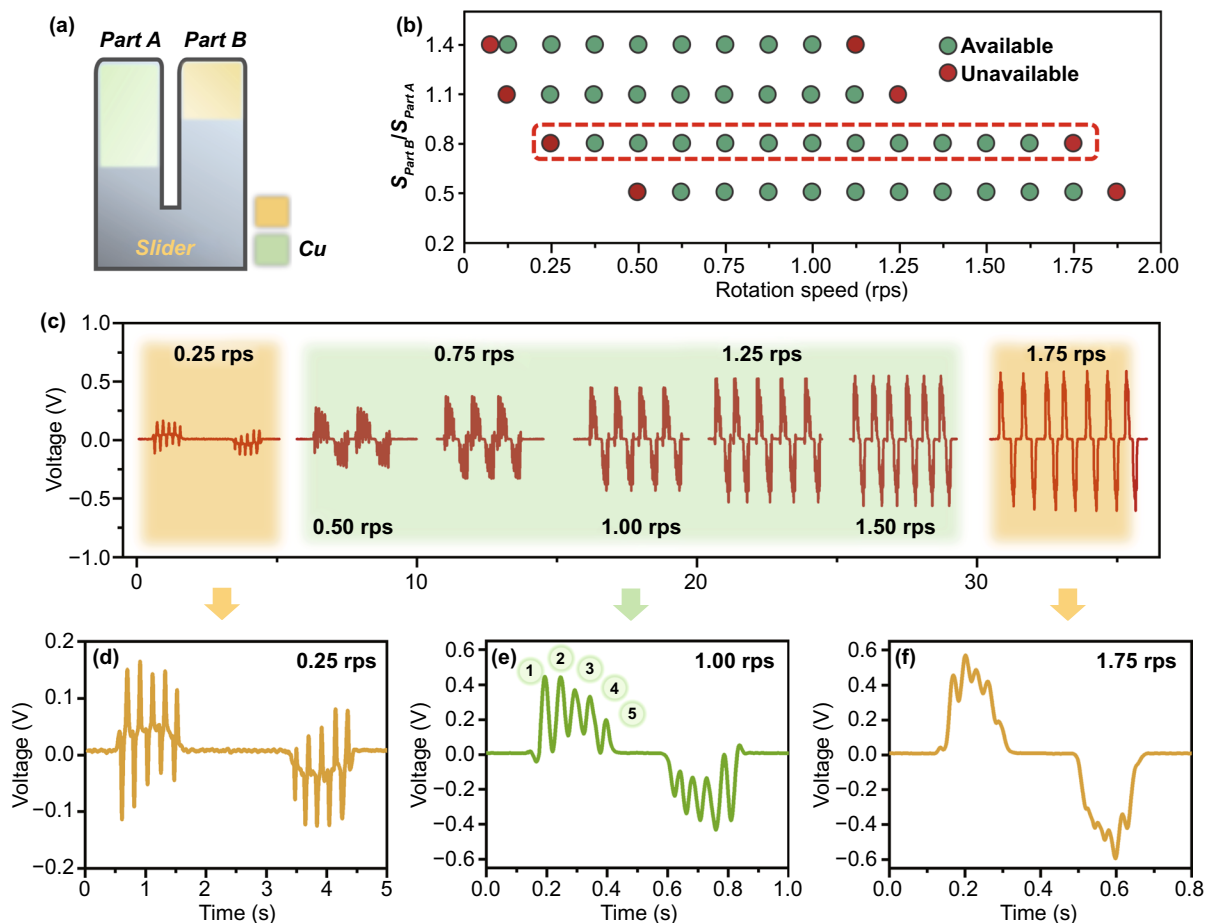 (a)
Part A Part B
Slider
Cu
(b)
S_Part B/S_Part A
1.4
1.1
0.8
0.5
0.2
Available
Unavailable
0 0.25 0.50 0.75 1.00 1.25 1.50 1.75 2.00
Rotation speed (rps)
(c)
Voltage (V)
1.0
0.5
0.0
−0.5
−1.0
0.25 rps 0.75 rps 1.25 rps 1.75 rps
0.50 rps 1.00 rps 1.50 rps
0 10 20 30
(d)
0.25 rps
Voltage (V)
0.2
0.1
0.0
−0.1
−0.2
0 1 2 3 4 5
Time (s)
(e)
1.00 rps
1 2 3 4 5
Voltage (V)
0.6
0.4
0.2
0.0
−0.2
−0.4
−0.6
0.0 0.2 0.4 0.6 0.8 1.0
Time (s)
(f)
1.75 rps
Voltage (V)
0.6
0.4
0.2
0.0
−0.2
−0.4
−0.6
0.0 0.2 0.4 0.6 0.8
Time (s)